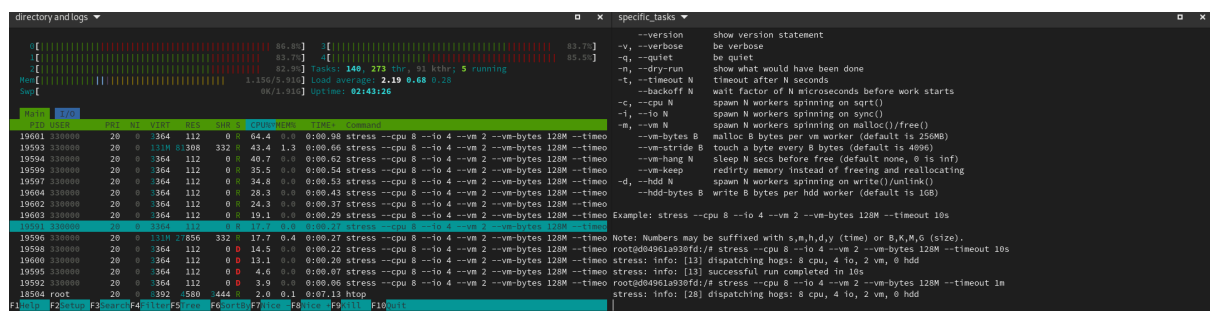 directory and logs
0[ 86.8%] 3[ 83.7%]
1[ 83.7%] 4[ 85.5%]
2[ 82.9%] Tasks: 140, 273 thr, 91 kthr; 5 running
Mem[ 1.15G/5.91G] Load average: 2.19 0.68 0.28
Swp[ 0K/1.91G] Uptime: 02:43:26
Main I/O
PID USER PRI NI VIRT RES SHR S CPU% MEM% TIME+ Command
19601 330000 20 0 3364 112 0 R 64.4 0.0 0:00.98 stress --cpu 8 --io 4 --vm 2 --vm-bytes 128M --timeo
19593 330000 20 0 131M 81308 332 R 43.4 1.3 0:00.66 stress --cpu 8 --io 4 --vm 2 --vm-bytes 128M --timeo
19594 330000 20 0 3364 112 0 R 40.7 0.0 0:00.62 stress --cpu 8 --io 4 --vm 2 --vm-bytes 128M --timeo
19599 330000 20 0 3364 112 0 R 35.5 0.0 0:00.54 stress --cpu 8 --io 4 --vm 2 --vm-bytes 128M --timeo
19597 330000 20 0 3364 112 0 R 34.8 0.0 0:00.53 stress --cpu 8 --io 4 --vm 2 --vm-bytes 128M --timeo
19604 330000 20 0 3364 112 0 R 28.3 0.0 0:00.43 stress --cpu 8 --io 4 --vm 2 --vm-bytes 128M --timeo
19602 330000 20 0 3364 112 0 R 24.3 0.0 0:00.37 stress --cpu 8 --io 4 --vm 2 --vm-bytes 128M --timeo
19603 330000 20 0 3364 112 0 R 19.1 0.0 0:00.29 stress --cpu 8 --io 4 --vm 2 --vm-bytes 128M --timeo
19591 330000 20 0 3364 112 0 R 17.7 0.0 0:00.27 stress --cpu 8 --io 4 --vm 2 --vm-bytes 128M --timeo
19596 330000 20 0 131M 27856 332 R 17.7 0.4 0:00.27 stress --cpu 8 --io 4 --vm 2 --vm-bytes 128M --timeo
19598 330000 20 0 3364 112 0 D 14.5 0.0 0:00.22 stress --cpu 8 --io 4 --vm 2 --vm-bytes 128M --timeo
19600 330000 20 0 3364 112 0 D 13.1 0.0 0:00.20 stress --cpu 8 --io 4 --vm 2 --vm-bytes 128M --timeo
19595 330000 20 0 3364 112 0 D 4.6 0.0 0:00.07 stress --cpu 8 --io 4 --vm 2 --vm-bytes 128M --timeo
19592 330000 20 0 3364 112 0 D 3.9 0.0 0:00.06 stress --cpu 8 --io 4 --vm 2 --vm-bytes 128M --timeo
18504 root 20 0 8392 4580 3444 R 2.0 0.1 0:07.13 htop
F1Help F2Setup F3SearchF4FilterF5Tree F6SortByF7Nice -F8Nice +F9Kill F10Quit
specific_tasks
--version show version statement
-v, --verbose be verbose
-q, --quiet be quiet
-n, --dry-run show what would have been done
-t, --timeout N timeout after N seconds
--backoff N wait factor of N microseconds before work starts
-c, --cpu N spawn N workers spinning on sqrt()
-i, --io N spawn N workers spinning on sync()
-m, --vm N spawn N workers spinning on malloc()/free()
--vm-bytes B malloc B bytes per vm worker (default is 256MB)
--vm-stride B touch a byte every B bytes (default is 4096)
--vm-hang N sleep N secs before free (default none, 0 is inf)
--vm-keep redirty memory instead of freeing and reallocating
-d, --hdd N spawn N workers spinning on write()/unlink()
--hdd-bytes B write B bytes per hdd worker (default is 1GB)
Example: stress --cpu 8 --io 4 --vm 2 --vm-bytes 128M --timeout 10s
Note: Numbers may be suffixed with s,m,h,d,y (time) or B,K,M,G (size).
root@d04961a930fd:/# stress --cpu 8 --io 4 --vm 2 --vm-bytes 128M --timeout 10s
stress: info: [13] dispatching hogs: 8 cpu, 4 io, 2 vm, 0 hdd
stress: info: [13] successful run completed in 10s
root@d04961a930fd:/# stress --cpu 8 --io 4 --vm 2 --vm-bytes 128M --timeout 1m
stress: info: [28] dispatching hogs: 8 cpu, 4 io, 2 vm, 0 hdd